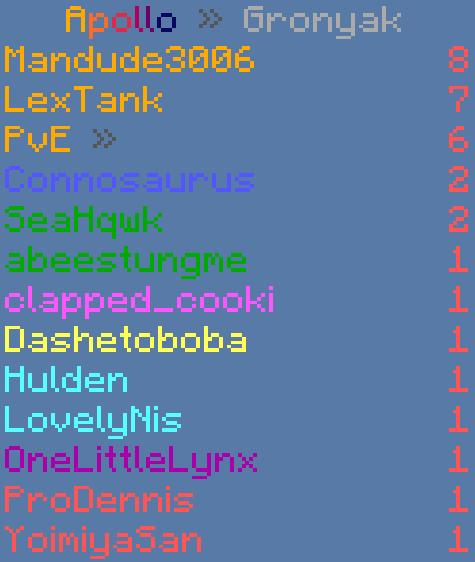 Apollo » Gronyak
Mandude3006 8
LexTank 7
PvE » 6
Connosaurus 2
SeaHqwk 2
abeestungme 1
clapped_cooki 1
Dashetoboba 1
Hulden 1
LovelyNis 1
OneLittleLynx 1
ProDennis 1
YoimiyaSan 1